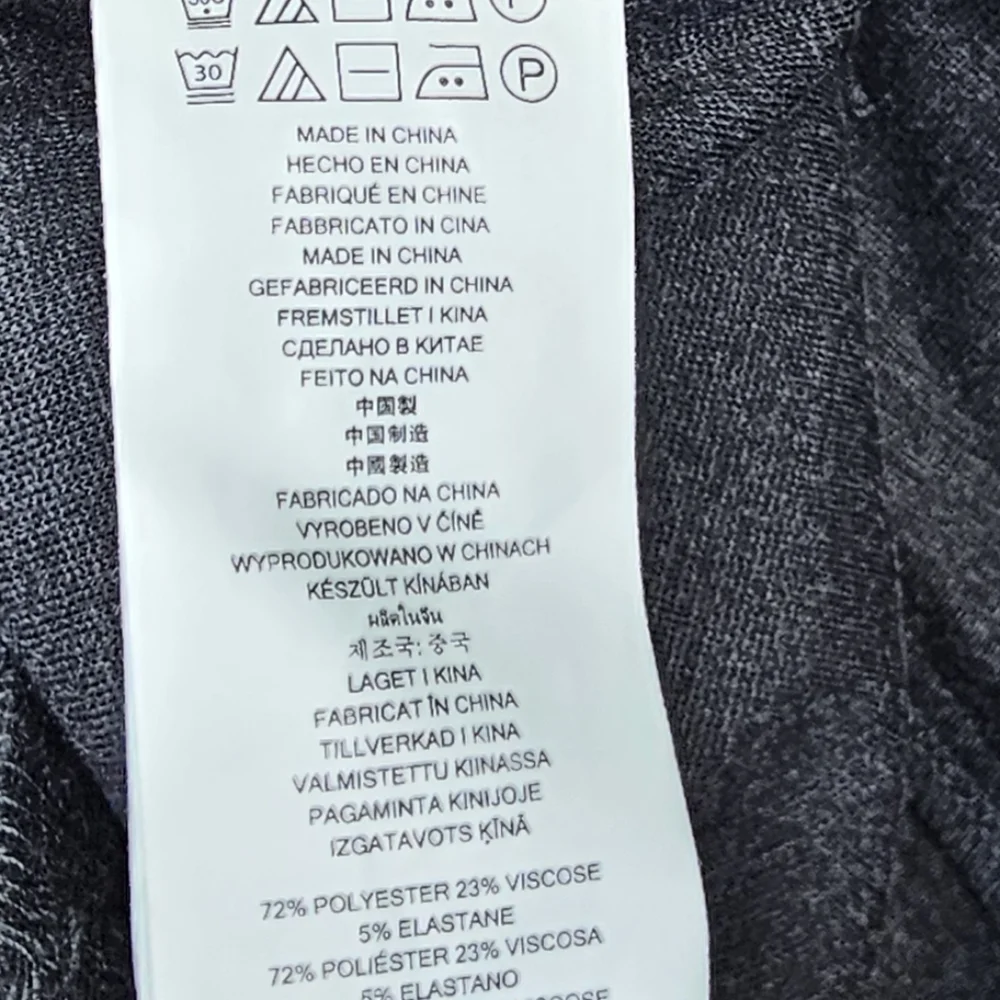 30
P
MADE IN CHINA
HECHO EN CHINA
FABRIQUÉ EN CHINE
FABBRICATO IN CINA
MADE IN CHINA
GEFABRICEERD IN CHINA
FREMSTILLET I KINA
СДЕЛАНО В КИТАЕ
FEITO NA CHINA
中国製
中国制造
中國製造
FABRICADO NA CHINA
VYROBENO V ČÍNĚ
WYPRODUKOWANO W CHINACH
KÉSZÜLT KÍNÁBAN
ผลิตในจีน
제조국: 중국
LAGET I KINA
FABRICAT ÎN CHINA
TILLVERKAD I KINA
VALMISTETTU KIINASSA
PAGAMINTA KINIJOJE
IZGATAVOTS ĶĪNĀ
72% POLYESTER 23% VISCOSE
5% ELASTANE
72% POLIÉSTER 23% VISCOSA
5% ELASTANO